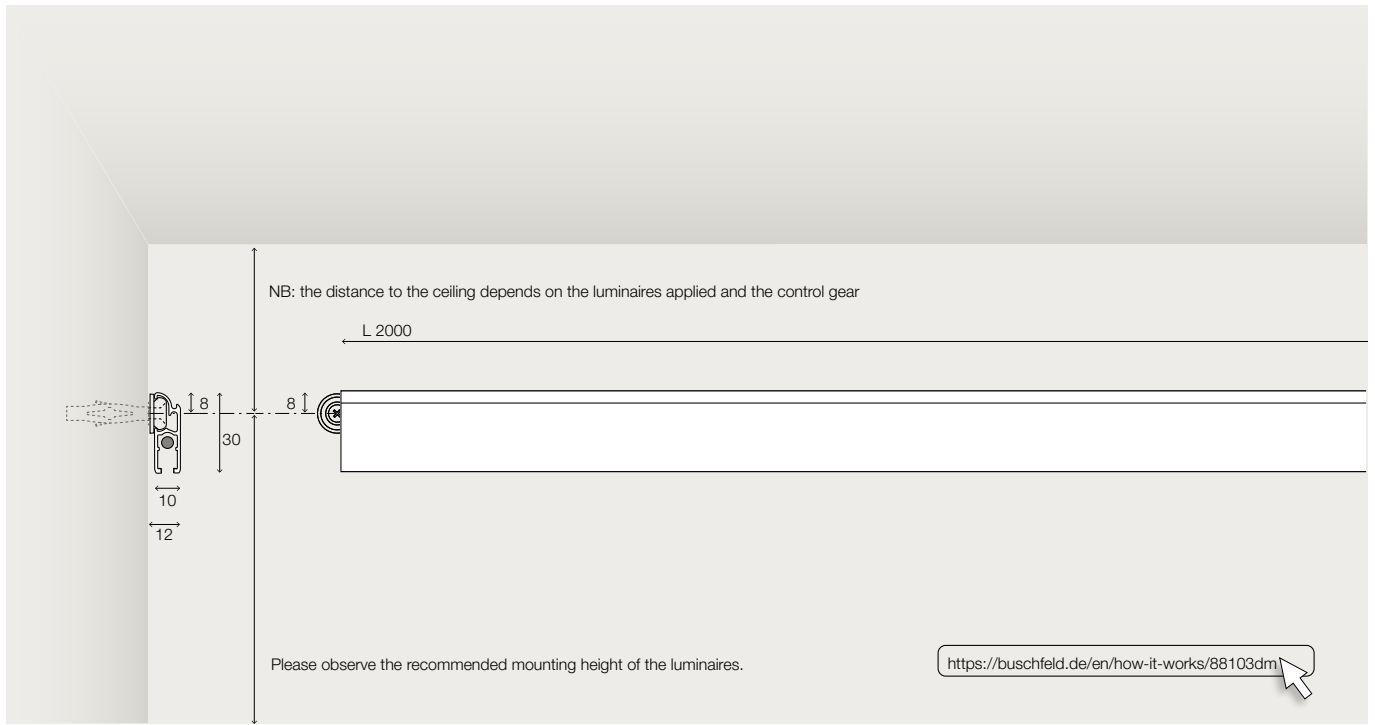 NB: the distance to the ceiling depends on the luminaires applied and the control gear
L 2000
8
8
30
10
12
Please observe the recommended mounting height of the luminaires.
https://buschfeld.de/en/how-it-works/88103dm